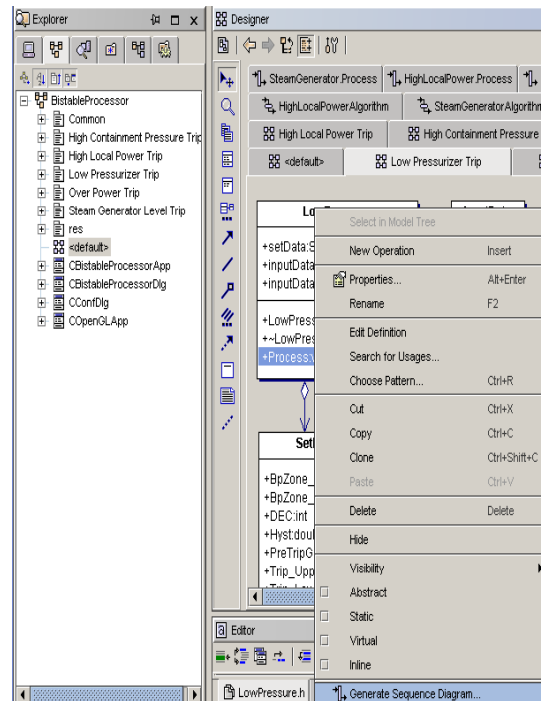 Explorer
BistableProcessor
Common
High Containment Pressure Trip
High Local Power Trip
Low Pressurizer Trip
Over Power Trip
Steam Generator Level Trip
res
<default>
CBistableProcessorApp
CBistableProcessorDlg
CConfDlg
COpenGLApp
Designer
SteamGenerator.Process
HighLocalPower.Process
HighLocalPowerAlgorithm
SteamGeneratorAlgorithm
High Local Power Trip
High Containment Pressure
<default>
Low Pressurizer Trip
+setData:S
+inputData
+inputData
+LowPress
+~LowPres
+Process:v
+BpZone_
+BpZone_
+DEC:int
+Hyst:doul
+PreTripG
+Trip_Upp
Select in Model Tree
New Operation Insert
Properties... Alt+Enter
Rename F2
Edit Definition
Search for Usages...
Choose Pattern... Ctrl+R
Cut Ctrl+X
Copy Ctrl+C
Clone Ctrl+Shift+C
Paste Ctrl+V
Delete Delete
Hide
Visibility
Abstract
Static
Virtual
Inline
Generate Sequence Diagram...
Editor
LowPressure.h